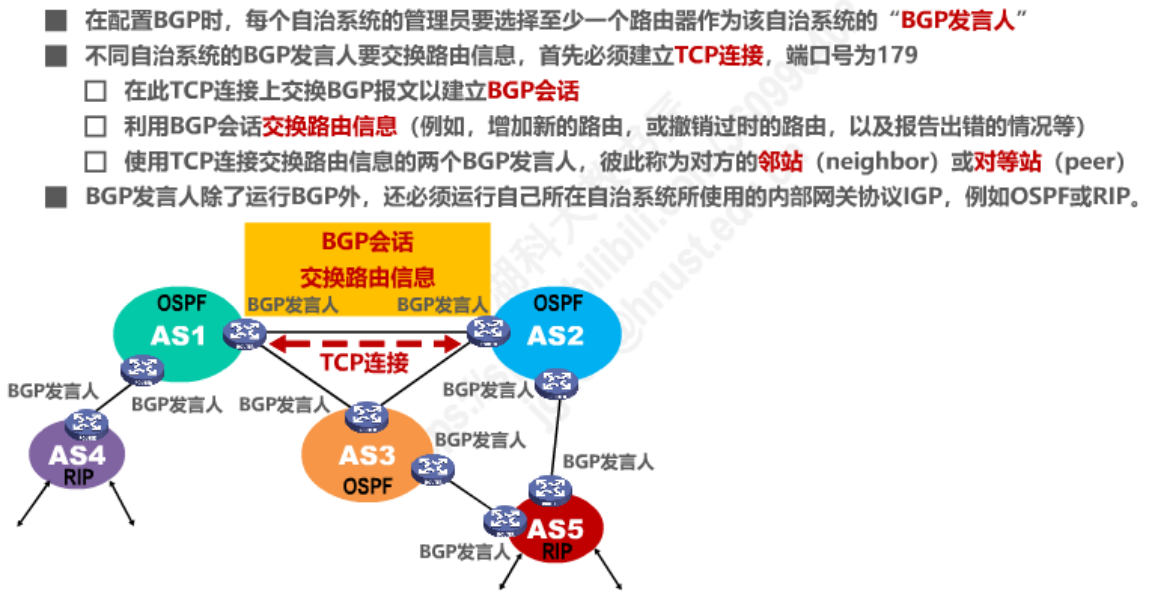 在配置BGP时，每个自治系统的管理员要选择至少一个路由器作为该自治系统的“BGP发言人”
不同自治系统的BGP发言人要交换路由信息，首先必须建立TCP连接，端口号为179
在此TCP连接上交换BGP报文以建立BGP会话
利用BGP会话交换路由信息（例如，增加新的路由，或撤销过时的路由，以及报告出错的情况等）
使用TCP连接交换路由信息的两个BGP发言人，彼此称为对方的邻站（neighbor）或对等站（peer）
BGP发言人除了运行BGP外，还必须运行自己所在自治系统所使用的内部网关协议IGP，例如OSPF或RIP。
BGP会话
交换路由信息
OSPF
BGP发言人
BGP发言人
OSPF
AS1
AS2
TCP连接
BGP发言人
BGP发言人
BGP发言人
BGP发言人
AS4
RIP
AS3
OSPF
BGP发言人
BGP发言人
AS5
RIP
BGP发言人